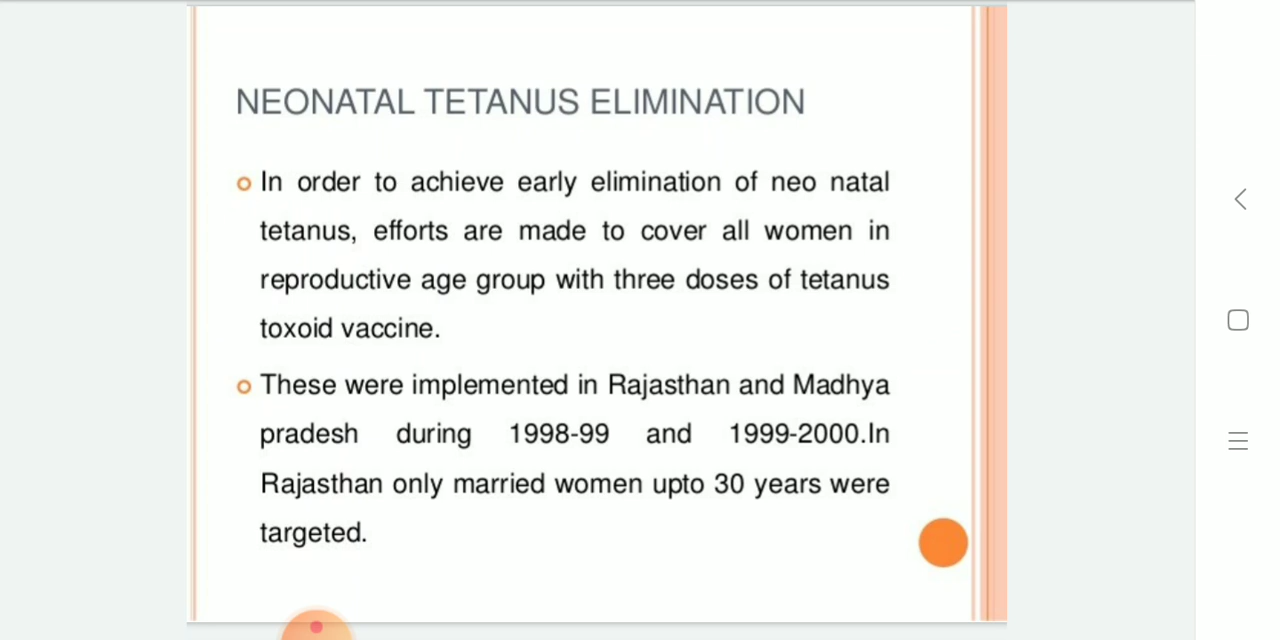 NEONATAL TETANUS ELIMINATION
In order to achieve early elimination of neo natal
tetanus, efforts are made to cover all women in
reproductive age group with three doses of tetanus
toxoid vaccine.
These were implemented in Rajasthan and Madhya
pradesh during 1998-99 and 1999-2000.In
Rajasthan only married women upto 30 years were
targeted.